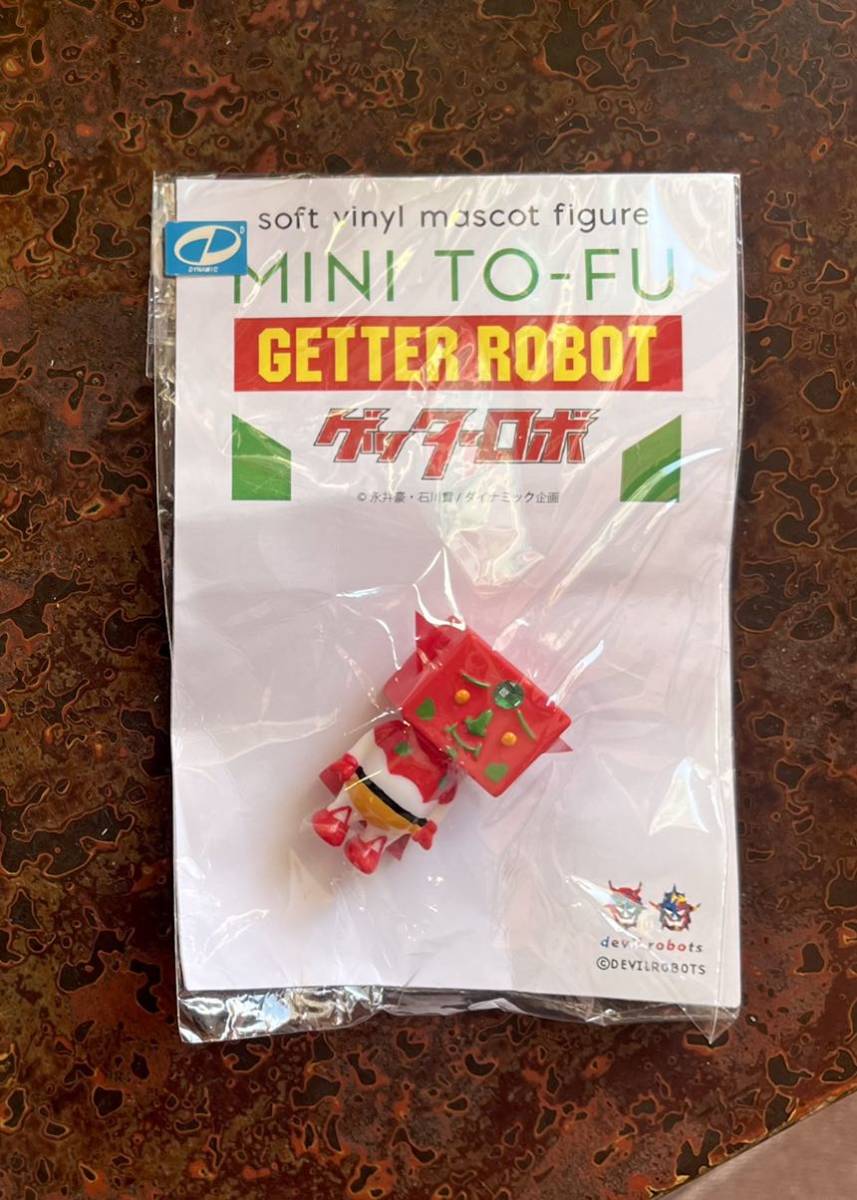 soft vinyl mascot figure
D
DYNAMIC
MINI TO-FU
GETTER ROBOT
ゲッターロボ
© 永井豪・石川賢/ダイナミック企画
devilrobots
©DEVILROBOTS